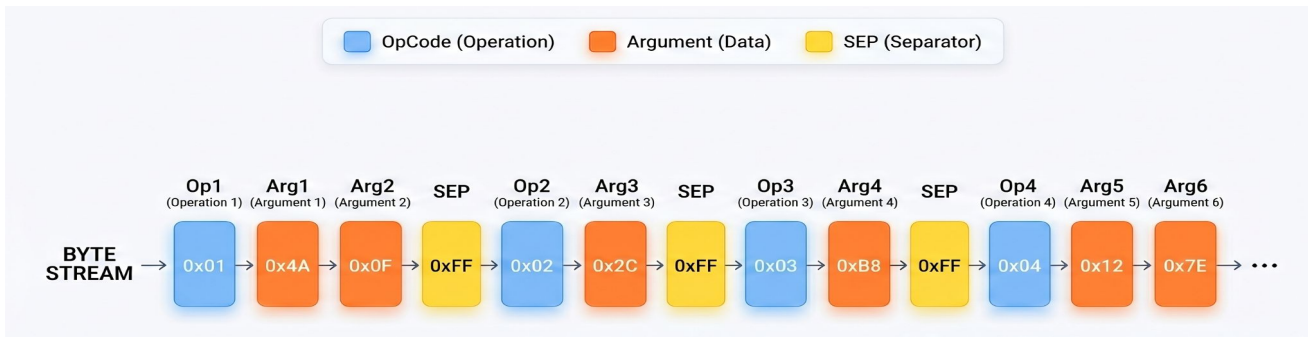 OpCode (Operation) Argument (Data) SEP (Separator)
Op1 Arg1 Arg2 SEP Op2 Arg3 SEP Op3 Arg4 SEP Op4 Arg5 Arg6
(Operation 1) (Argument 1) (Argument 2) (Operation 2) (Argument 3) (Operation 3) (Argument 4) (Operation 4) (Argument 5) (Argument 6)
BYTE
STREAM
0x01 0x4A 0x0F 0xFF 0x02 0x2C 0xFF 0x03 0xB8 0xFF 0x04 0x12 0x7E ...